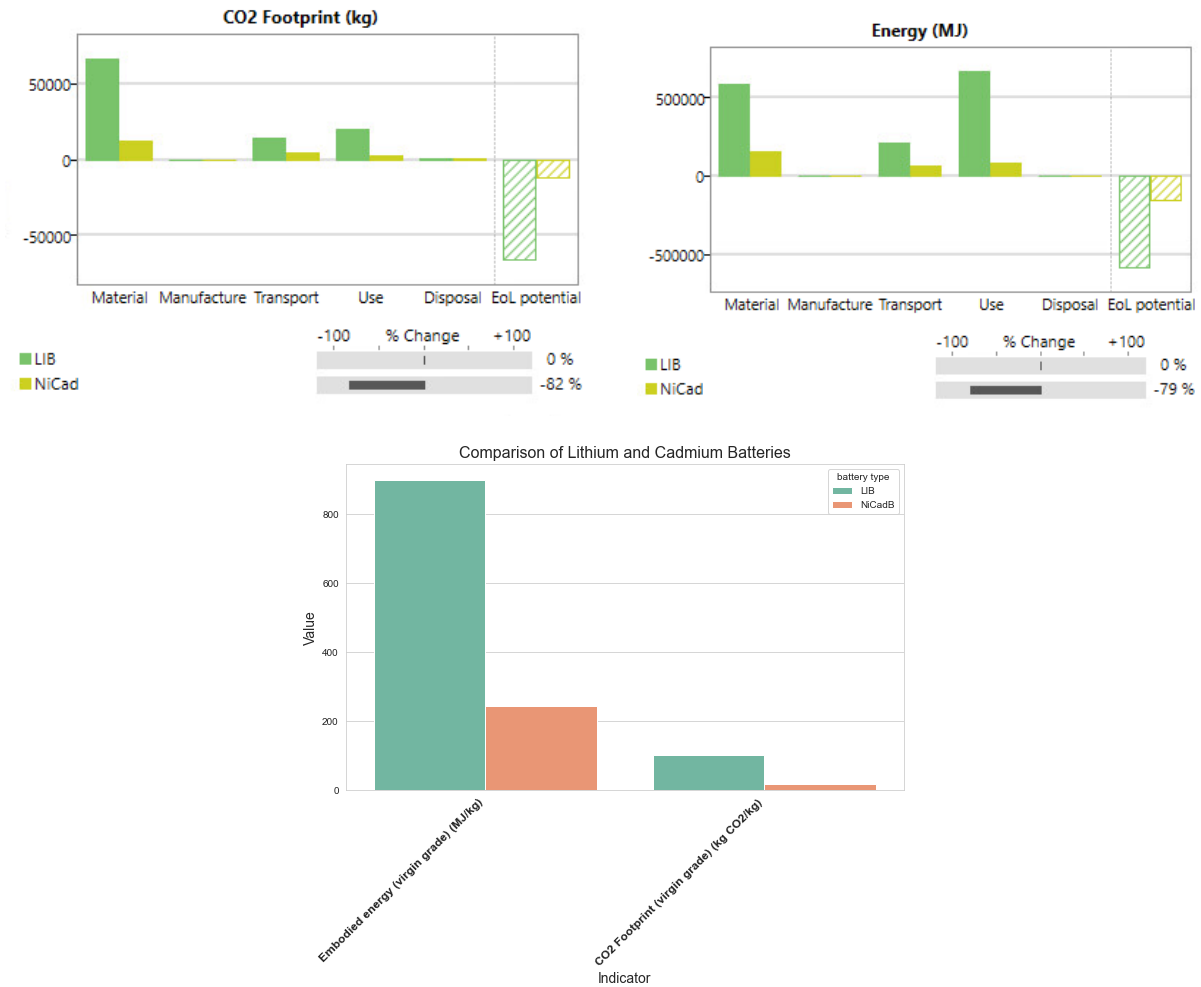 CO2 Footprint (kg)
50000
0
-50000
Material Manufacture Transport Use Disposal EoL potential
-100 % Change +100
LIB 0 %
NiCad -82 %
Energy (MJ)
500000
0
-500000
Material Manufacture Transport Use Disposal EoL potential
-100 % Change +100
LIB 0 %
NiCad -79 %
Comparison of Lithium and Cadmium Batteries
battery type
LIB
NiCadB
800
600
400
200
0
Value
Embodied energy (virgin grade) (MJ/kg)
CO2 Footprint (virgin grade) (kg CO2/kg)
Indicator